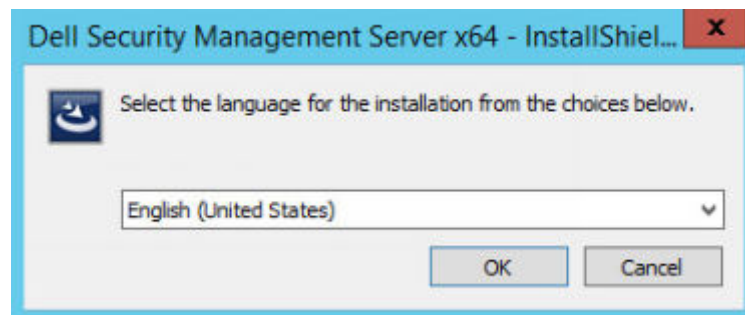 Dell Security Management Server x64 - InstallShiel...
x
Select the language for the installation from the choices below.
English (United States)
OK Cancel